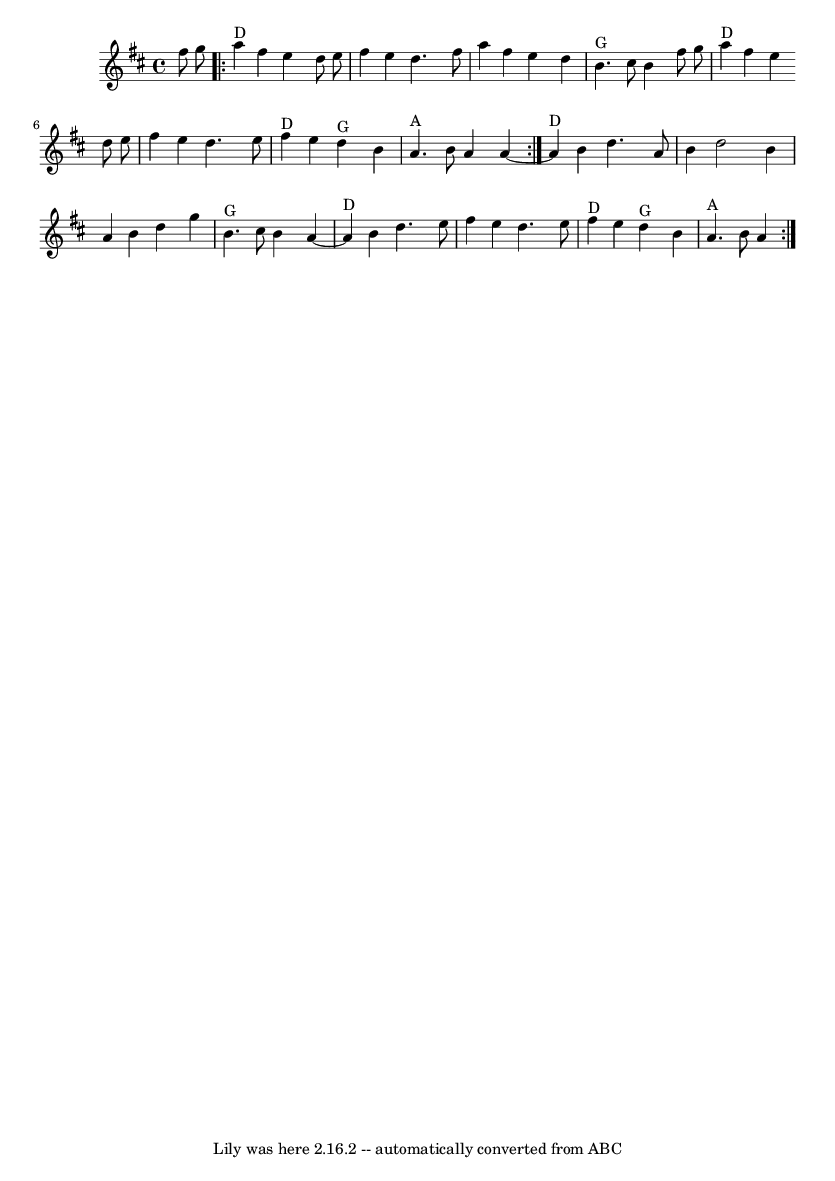 D G D
6 D G A D
G D D G A
Lily was here 2.16.2 -- automatically converted from ABC